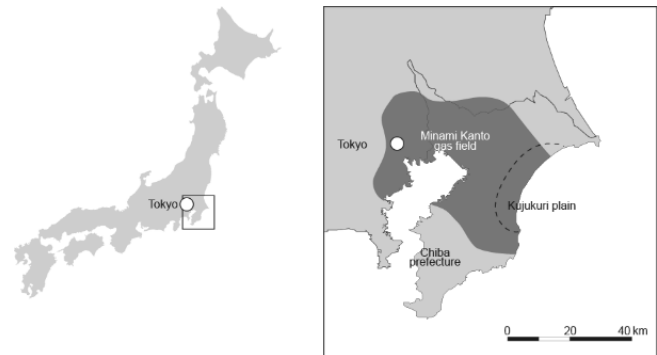 Tokyo
Tokyo
Minami Kanto
gas field
Kujukuri plain
Chiba
prefecture
0 20 40 km